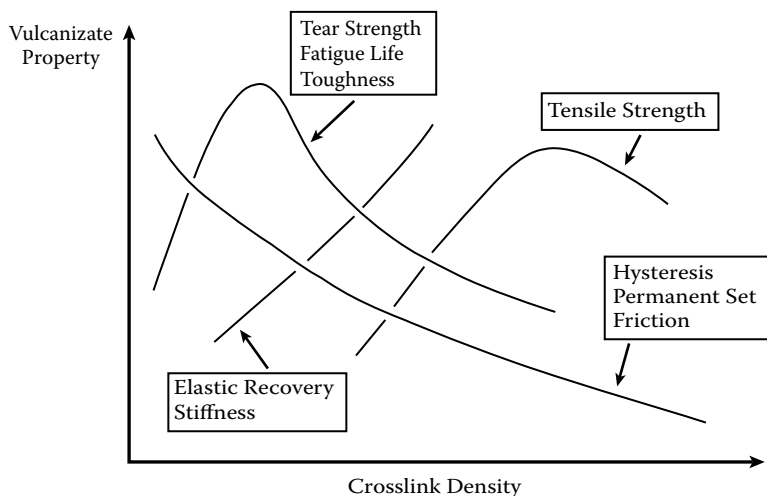 Vulcanizate
Property
Tear Strength
Fatigue Life
Toughness
Tensile Strength
Hysteresis
Permanent Set
Friction
Elastic Recovery
Stiffness
Crosslink Density